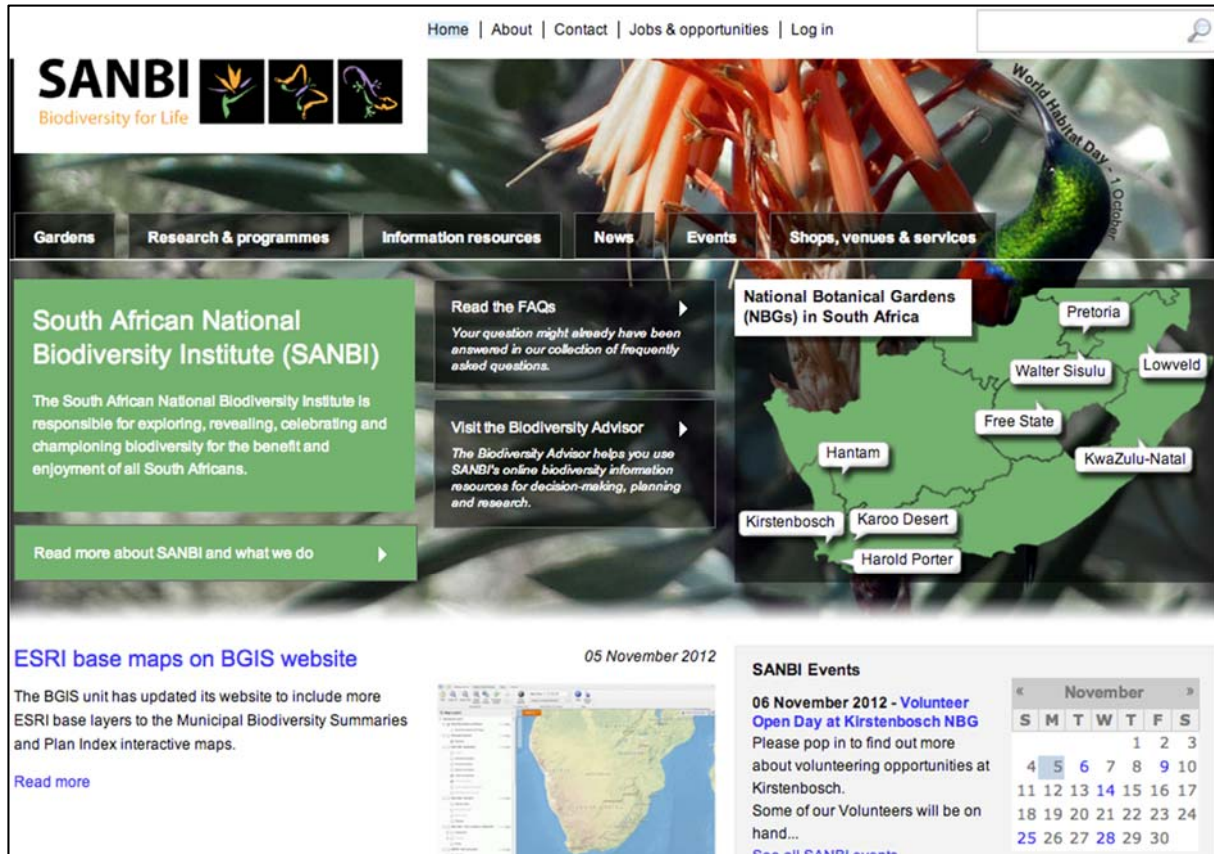 Home | About | Contact | Jobs & opportunities | Log in
SANBI
Biodiversity for Life
World Habitat Day - 1 October
Gardens
Research & programmes
Information resources
News
Events
Shops, venues & services
South African National
Biodiversity Institute (SANBI)
The South African National Biodiversity Institute is
responsible for exploring, revealing, celebrating and
championing biodiversity for the benefit and
enjoyment of all South Africans.
Read more about SANBI and what we do
Read the FAQs
Your question might already have been
answered in our collection of frequently
asked questions.
Visit the Biodiversity Advisor
The Biodiversity Advisor helps you use
SANBI's online biodiversity information
resources for decision-making, planning
and research.
National Botanical Gardens
(NBGs) in South Africa
Pretoria
Walter Sisulu
Lowveld
Free State
KwaZulu-Natal
Hantam
Kirstenbosch
Karoo Desert
Harold Porter
ESRI base maps on BGIS website
05 November 2012
The BGIS unit has updated its website to include more
ESRI base layers to the Municipal Biodiversity Summaries
and Plan Index interactive maps.
Read more
SANBI Events
06 November 2012 - Volunteer
Open Day at Kirstenbosch NBG
Please pop in to find out more
about volunteering opportunities at
Kirstenbosch.
Some of our Volunteers will be on
hand...
See all SANBI events
« November »
S M T W T F S
1 2 3
4 5 6 7 8 9 10
11 12 13 14 15 16 17
18 19 20 21 22 23 24
25 26 27 28 29 30